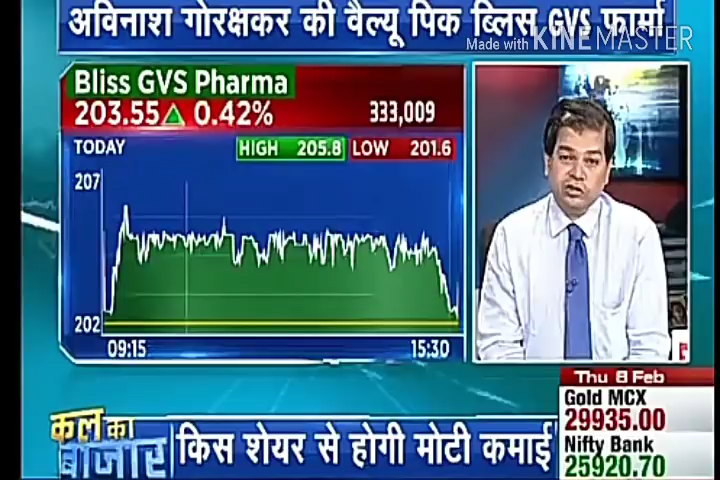 अविनाश गोरक्षकर की वैल्यू पिक ब्लिस GVS फार्मा
Made with KINEMASTER
Bliss GVS Pharma
203.55 0.42% 333,009
TODAY HIGH 205.8 LOW 201.6
207
202
09:15 15:30
Thu 8 Feb
Gold MCX
29935.00
Nifty Bank
25920.70
कल का
बाजार
किस शेयर से होगी मोटी कमाई